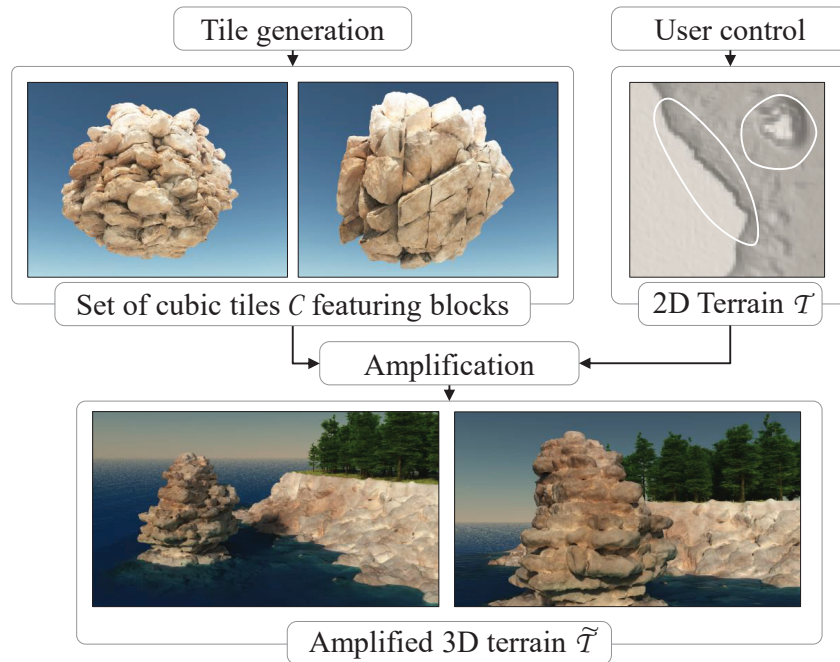 Tile generation
User control
Set of cubic tiles C featuring blocks
2D Terrain 𝒯
Amplification
Amplified 3D terrain 𝒯̃